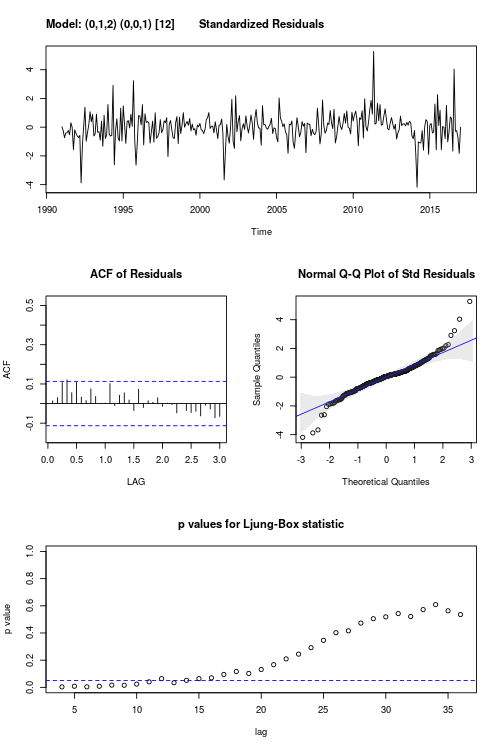 Model: (0,1,2) (0,0,1) [12] Standardized Residuals
4
2
0
-2
-4
1990 1995 2000 2005 2010 2015
Time
ACF of Residuals
ACF
0.5
0.3
0.1
-0.1
0.0 0.5 1.0 1.5 2.0 2.5 3.0
LAG
Normal Q-Q Plot of Std Residuals
Sample Quantiles
4
2
0
-2
-4
-3 -2 -1 0 1 2 3
Theoretical Quantiles
p values for Ljung-Box statistic
p value
1.0
0.8
0.6
0.4
0.2
0.0
5 10 15 20 25 30 35
lag